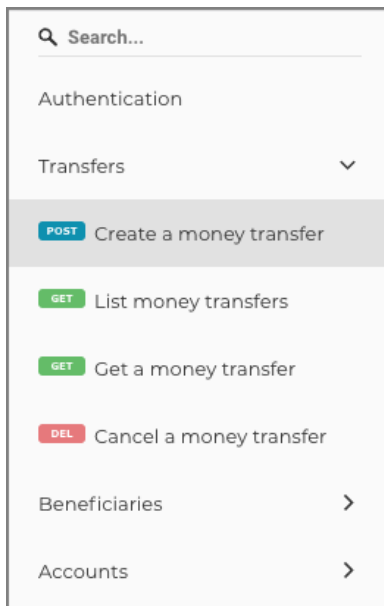 Search...
Authentication
Transfers
POST Create a money transfer
GET List money transfers
GET Get a money transfer
DEL Cancel a money transfer
Beneficiaries
Accounts